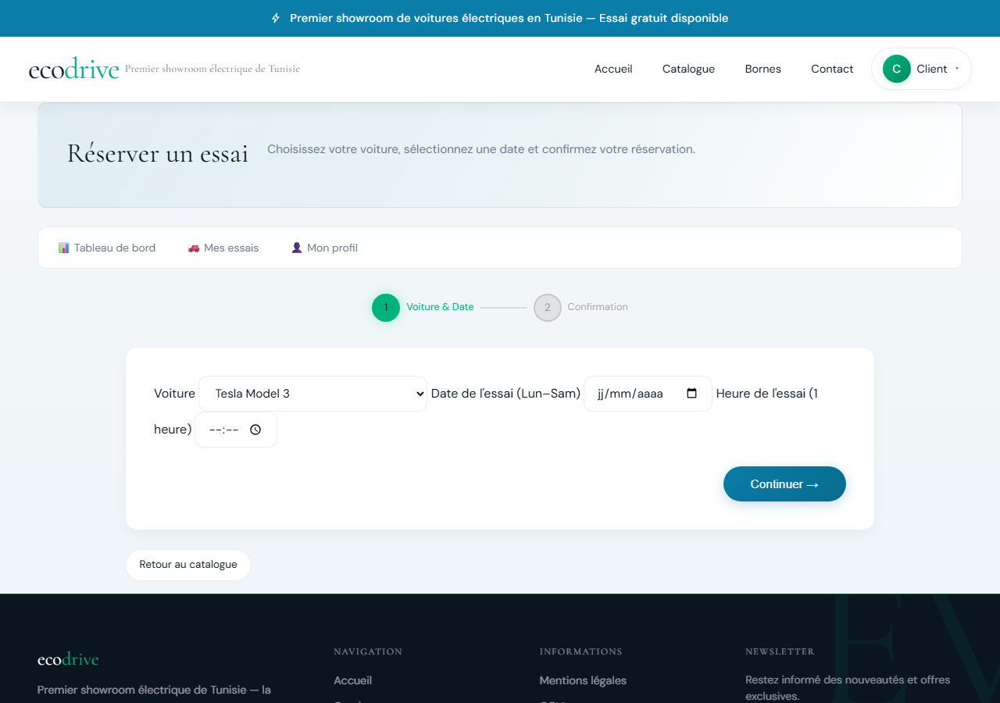 Premier showroom de voitures électriques en Tunisie — Essai gratuit disponible
ecodrive Premier showroom électrique de Tunisie Accueil Catalogue Bornes Contact C Client
Réserver un essai Choisissez votre voiture, sélectionnez une date et confirmez votre réservation.
Tableau de bord Mes essais Mon profil
1 Voiture & Date 2 Confirmation
Voiture Tesla Model 3 Date de l'essai (Lun–Sam) jj/mm/aaaa Heure de l'essai (1
heure) --:--
Continuer →
Retour au catalogue
EV
ecodrive
Premier showroom électrique de Tunisie — la
NAVIGATION
Accueil
INFORMATIONS
Mentions légales
NEWSLETTER
Restez informé des nouveautés et offres
exclusives.